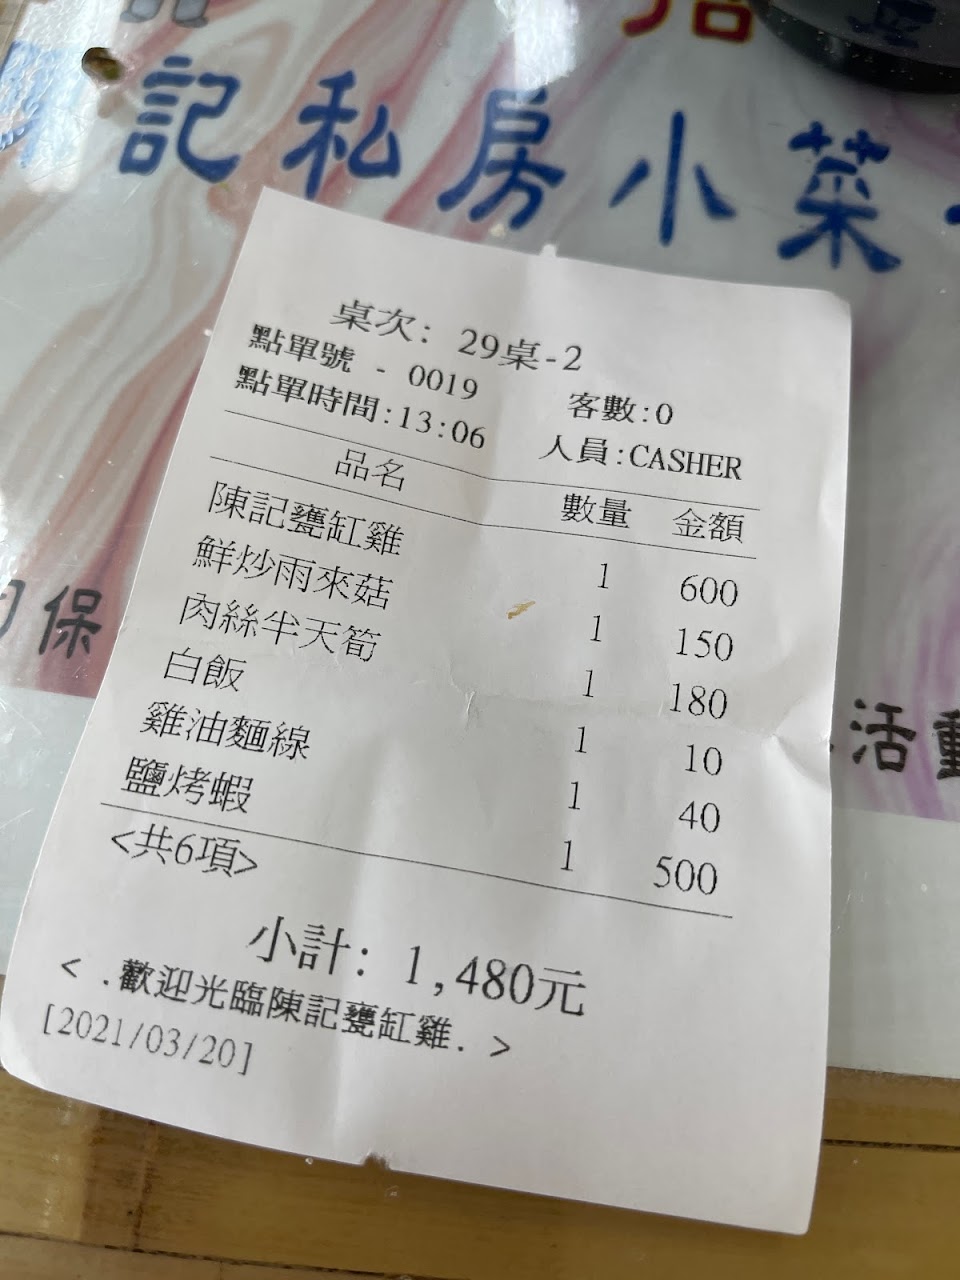 記私房小菜
保
活動
桌次: 29桌-2
點單號 - 0019 客數:0
點單時間:13:06 人員:CASHER
品名 數量 金額
陳記甕缸雞 1 600
鮮炒雨來菇 1 150
肉絲半天筍 1 180
白飯 1 10
雞油麵線 1 40
鹽烤蝦 1 500
<共6項>
小計: 1,480元
< .歡迎光臨陳記甕缸雞. >
[2021/03/20]